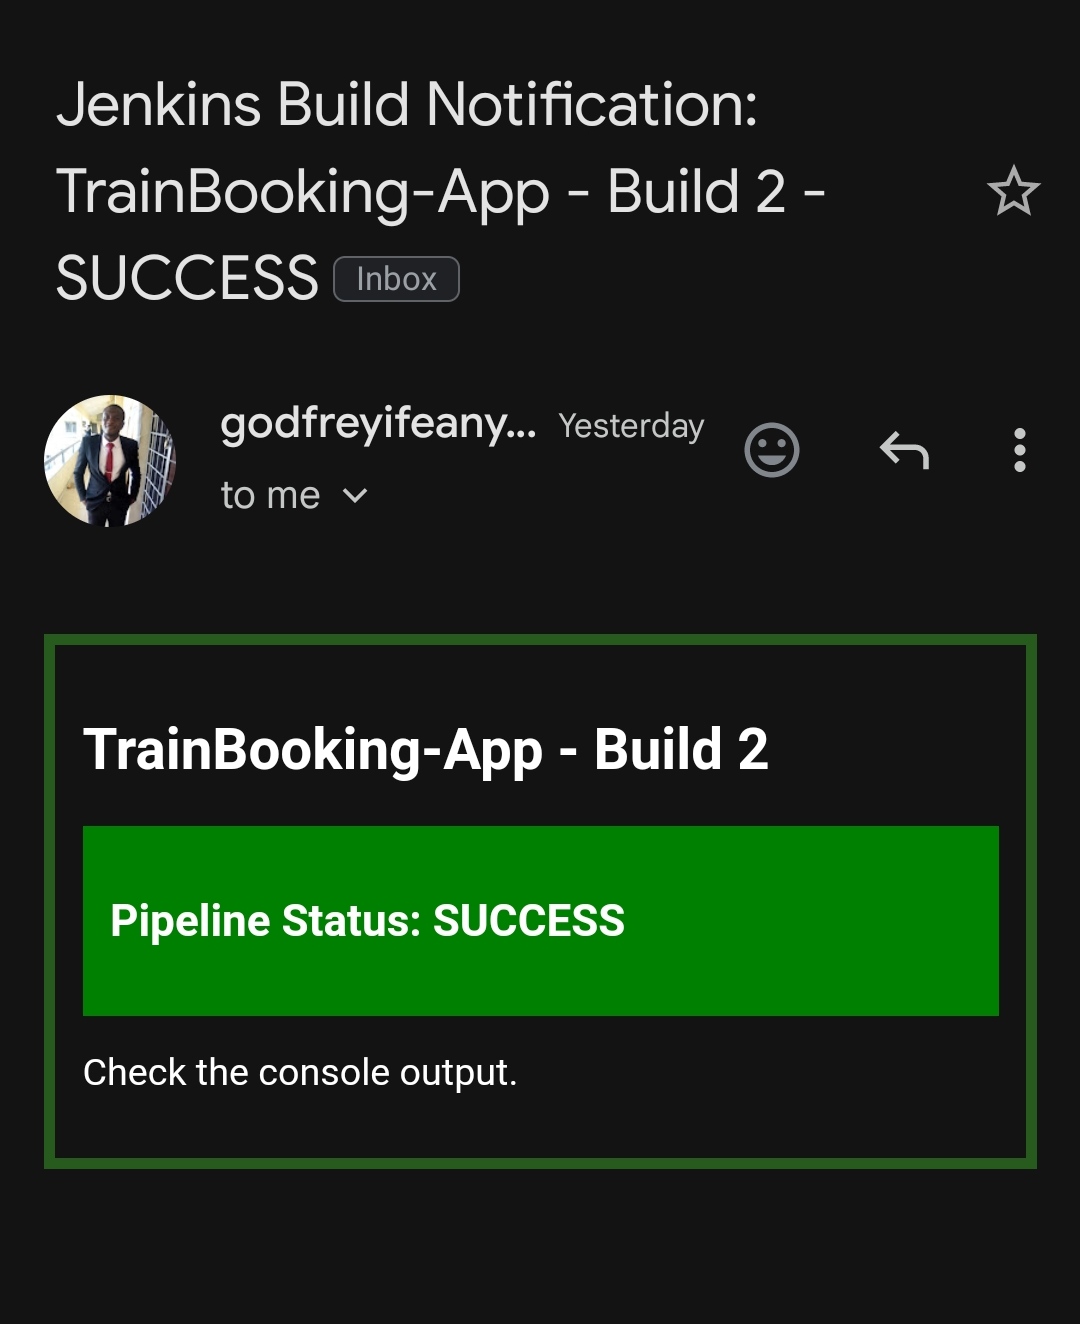 Jenkins Build Notification:
TrainBooking-App - Build 2 -
SUCCESS Inbox
godfreyifeany... Yesterday
to me
TrainBooking-App - Build 2
Pipeline Status: SUCCESS
Check the console output.